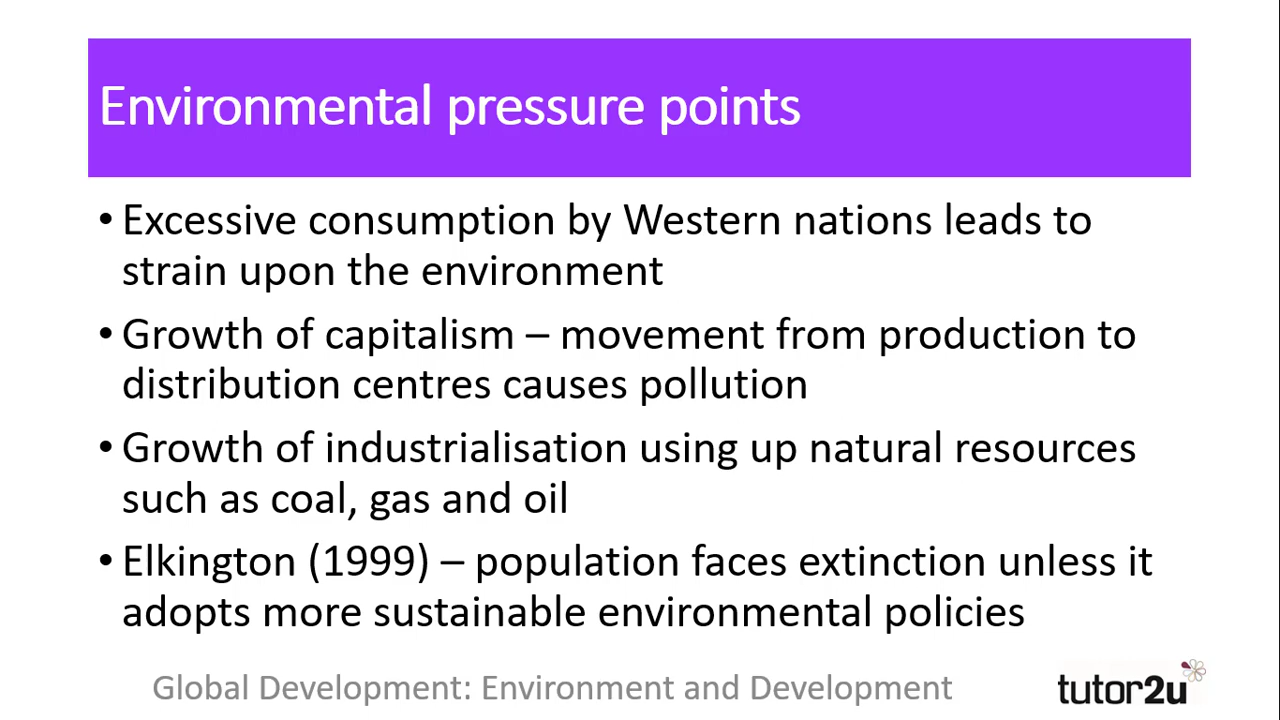 Environmental pressure points
• Excessive consumption by Western nations leads to
strain upon the environment
• Growth of capitalism – movement from production to
distribution centres causes pollution
• Growth of industrialisation using up natural resources
such as coal, gas and oil
• Elkington (1999) – population faces extinction unless it
adopts more sustainable environmental policies
Global Development: Environment and Development
tutor2u